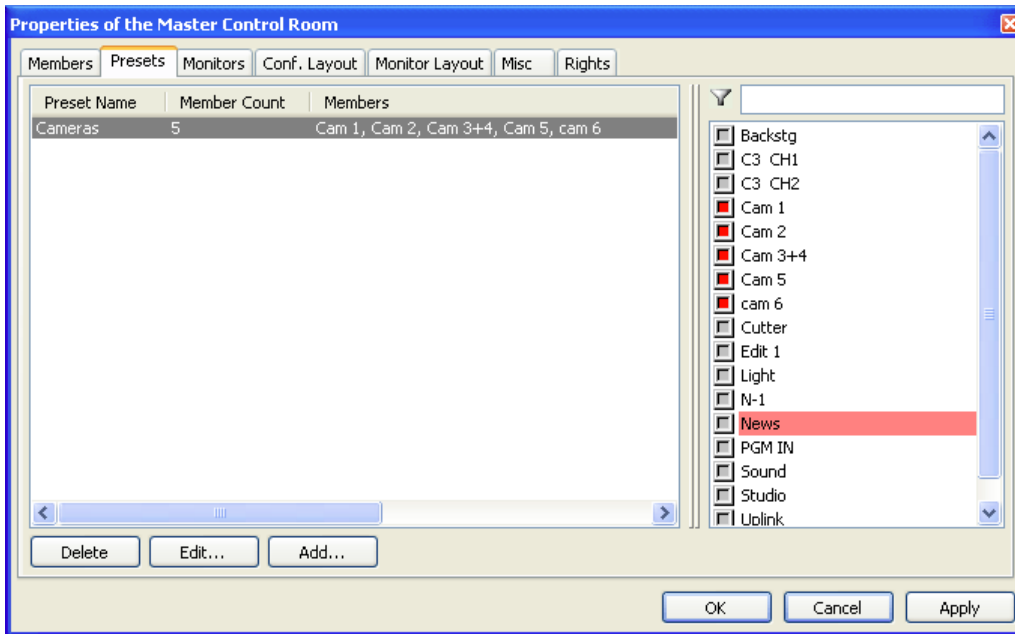 Properties of the Master Control Room
Members Presets Monitors Conf. Layout Monitor Layout Misc Rights
Preset Name Member Count Members
Cameras 5 Cam 1, Cam 2, Cam 3+4, Cam 5, cam 6
Backstg
C3 CH1
C3 CH2
Cam 1
Cam 2
Cam 3+4
Cam 5
cam 6
Cutter
Edit 1
Light
N-1
News
PGM IN
Sound
Studio
Uplink
Delete Edit... Add...
OK Cancel Apply